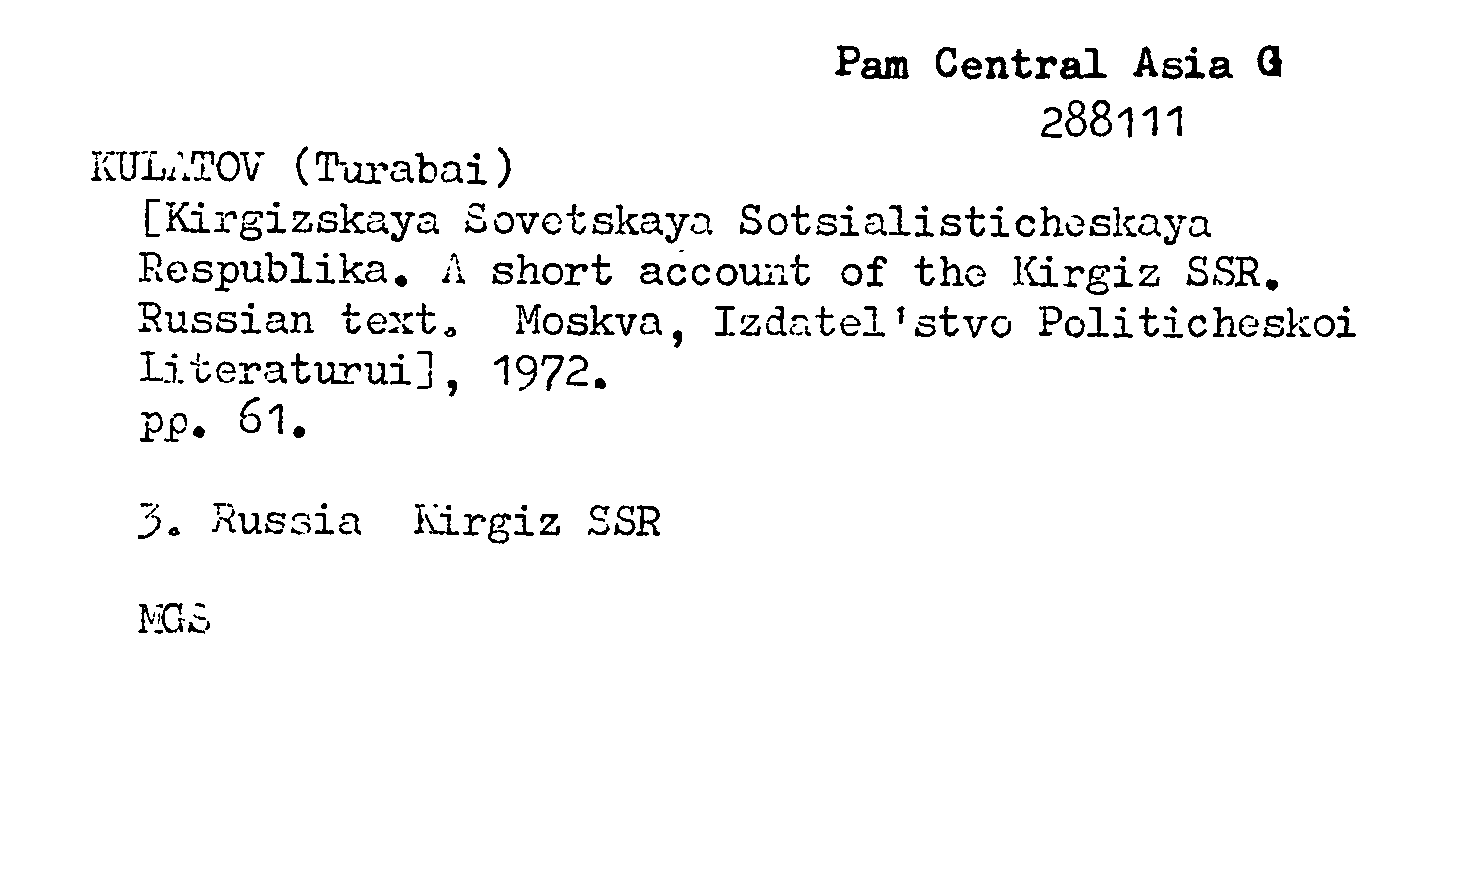 Pam Central Asia G
288111
KULATOV (Turabai)
[Kirgizskaya Sovetskaya Sotsialisticheskaya
Respublika. A short account of the Kirgiz SSR.
Russian text. Moskva, Izdatel'stvo Politicheskoi
Literaturui], 1972.
pp. 61.
3. Russia Kirgiz SSR
MGS